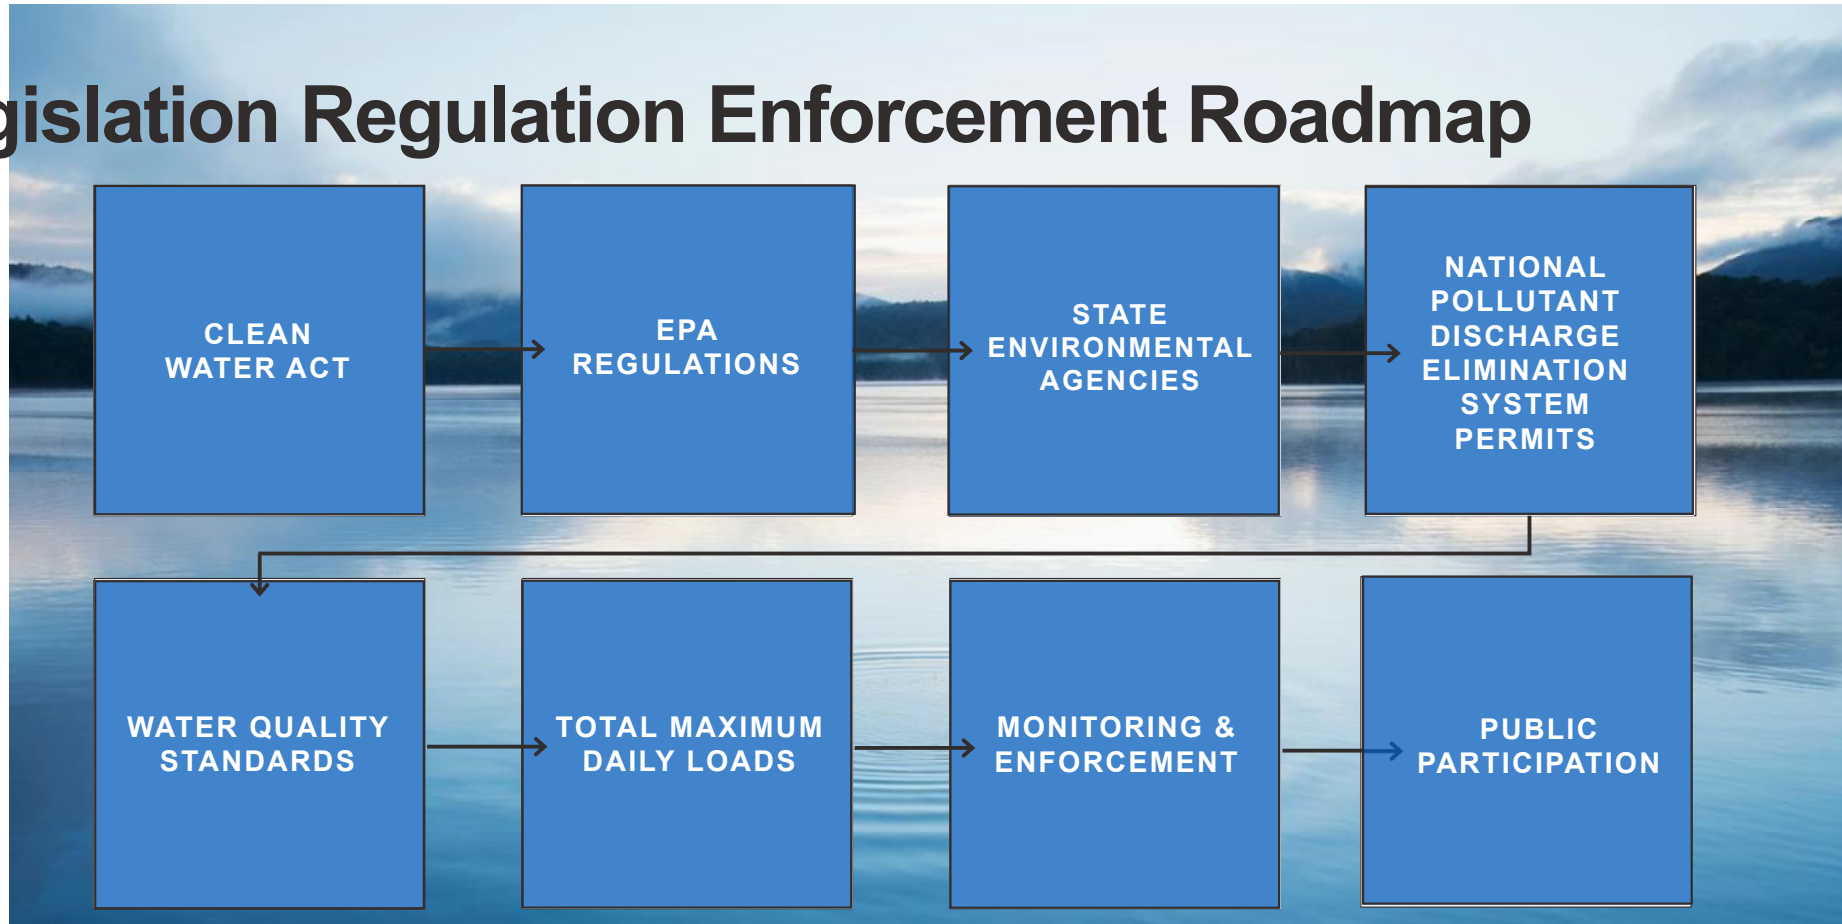 gislation Regulation Enforcement Roadmap
CLEAN
WATER ACT
EPA
REGULATIONS
STATE
ENVIRONMENTAL
AGENCIES
NATIONAL
POLLUTANT
DISCHARGE
ELIMINATION
SYSTEM
PERMITS
WATER QUALITY
STANDARDS
TOTAL MAXIMUM
DAILY LOADS
MONITORING &
ENFORCEMENT
PUBLIC
PARTICIPATION